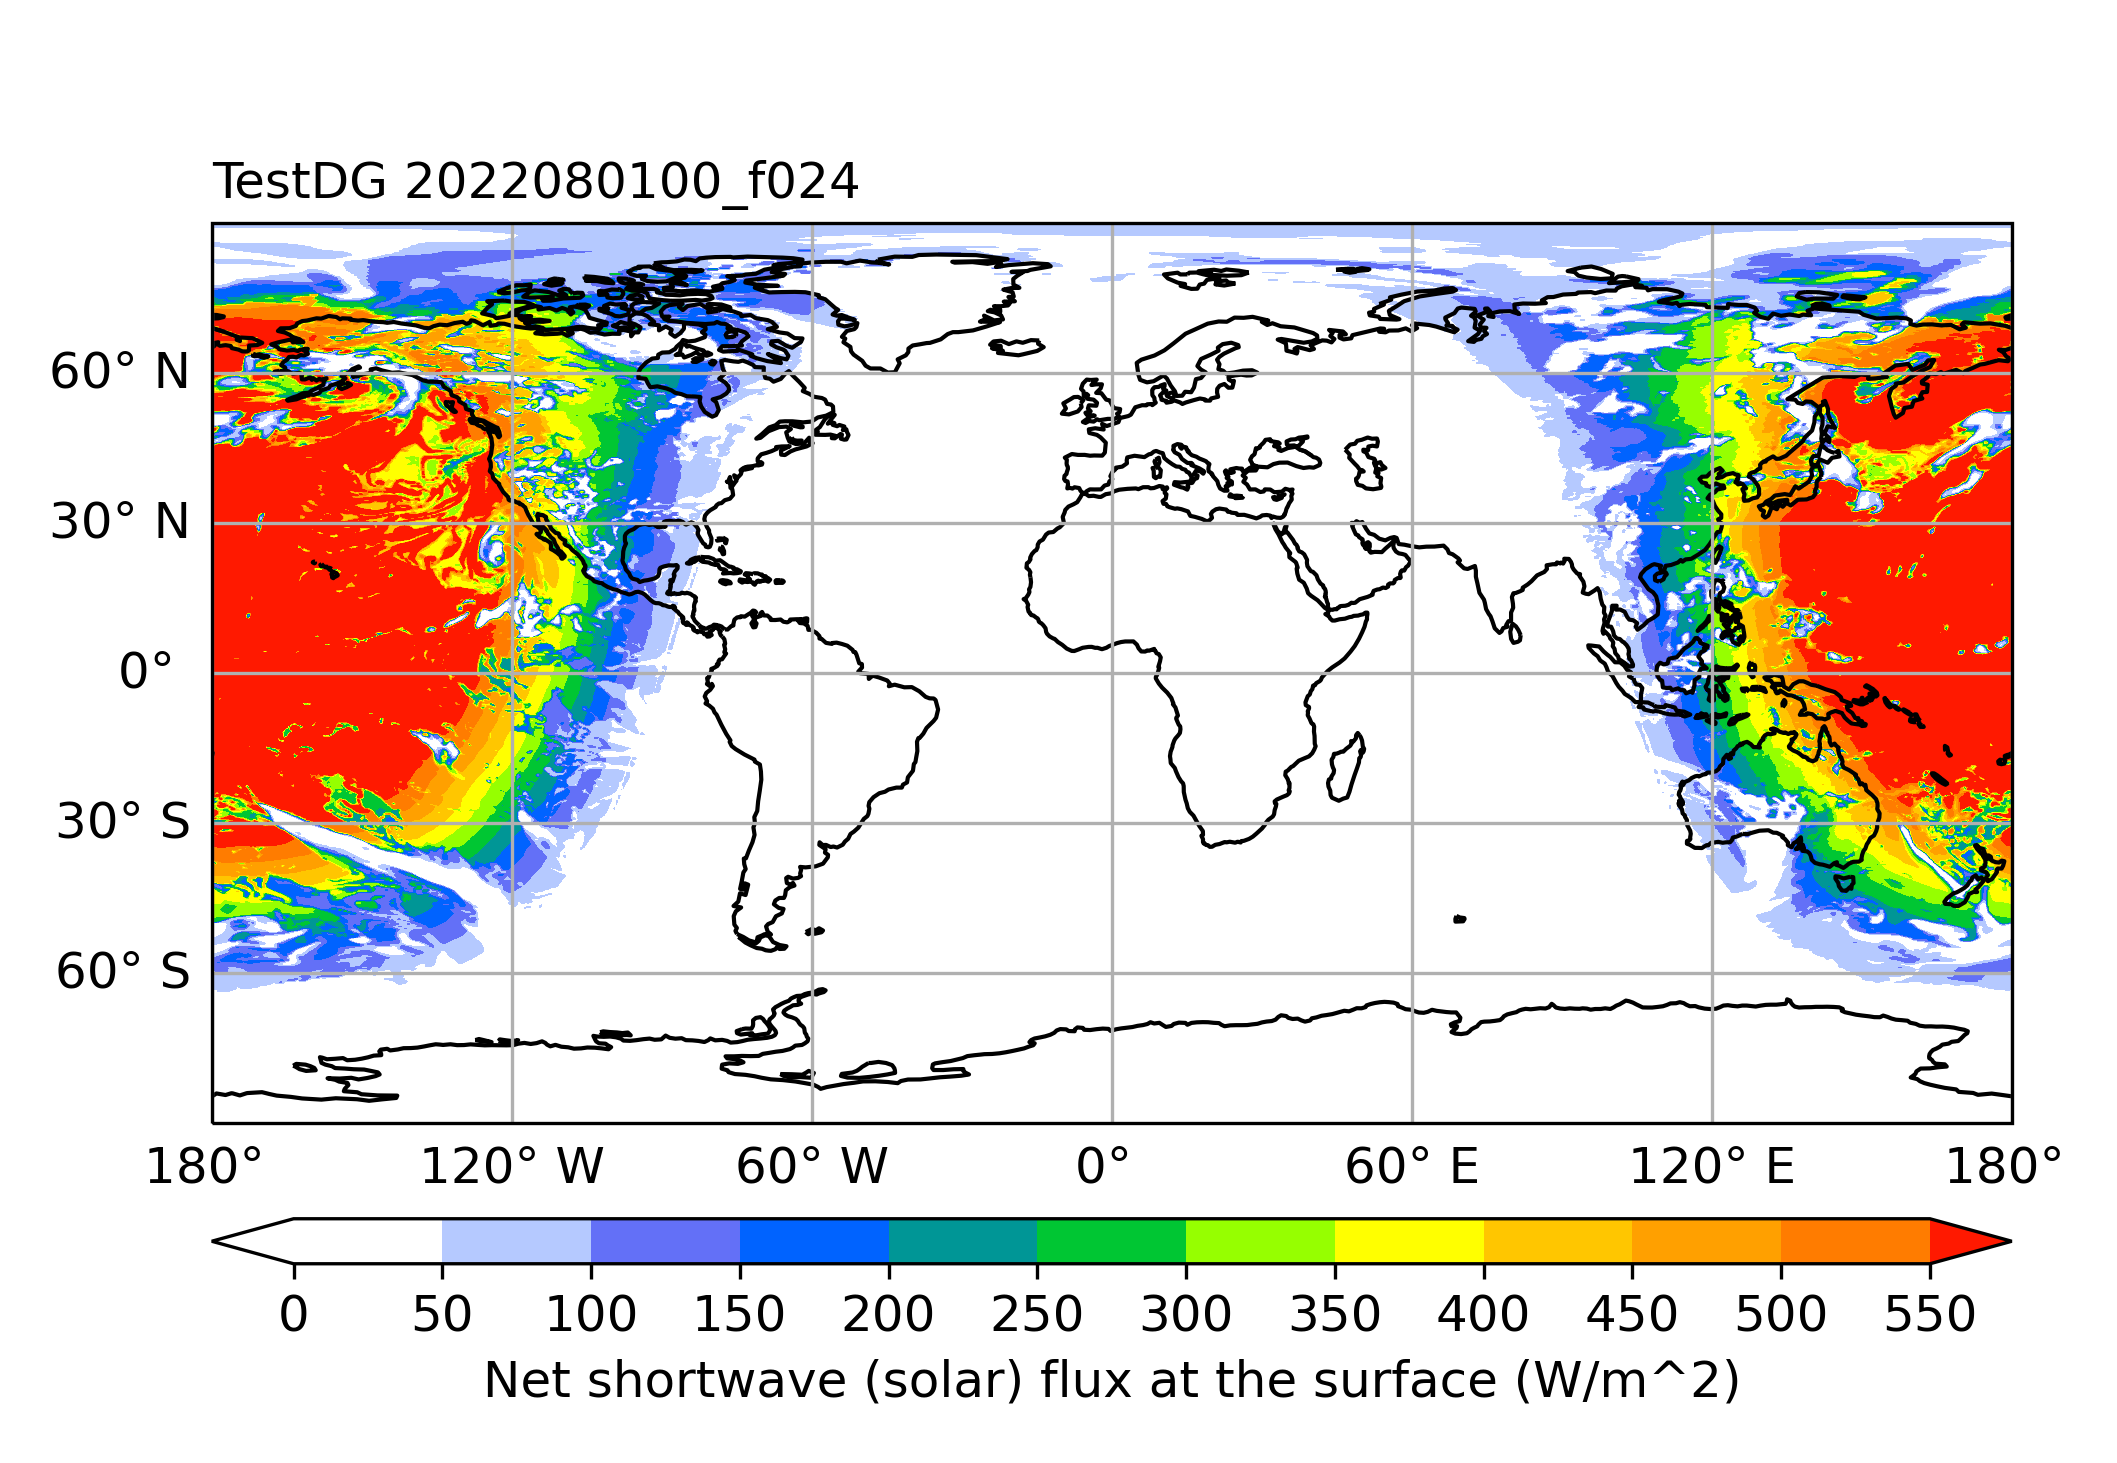 TestDG 2022080100_f024
60° N
30° N
0°
30° S
60° S
180° 120° W 60° W 0° 60° E 120° E 180°
0 50 100 150 200 250 300 350 400 450 500 550
Net shortwave (solar) flux at the surface (W/m^2)